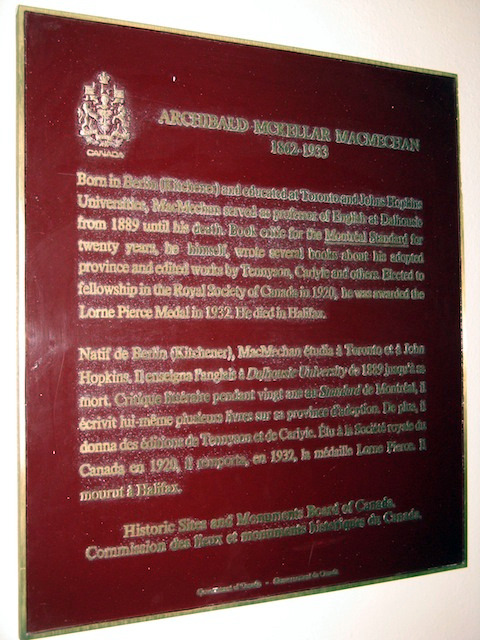 CANADA
ARCHIBALD MCKELLAR MACMECHAN
1862-1933
Born in Berlin (Kitchener) and educated at Toronto and Johns Hopkins
Universities, MacMechan served as professor of English at Dalhousie
from 1889 until his death. Book critic for the Montréal Standard for
twenty years, he himself, wrote several books about his adopted
province and edited works by Tennyson, Carlyle and others. Elected to
fellowship in the Royal Society of Canada in 1920, he was awarded the
Lorne Pierce Medal in 1932. He died in Halifax.
Natif de Berlin (Kitchener), MacMechan étudia à Toronto et à John
Hopkins. Il enseigna l'anglais à Dalhousie University de 1889 jusqu'à sa
mort. Critique littéraire pendant vingt ans au Standard de Montréal, il
écrivit lui-même plusieurs livres sur sa province d'adoption. De plus, il
donna des éditions de Tennyson et de Carlyle. Élu à la Société royale du
Canada en 1920, il remporta, en 1932, la médaille Lorne Pierce. Il
mourut à Halifax.
Historic Sites and Monuments Board of Canada.
Commission des lieux et monuments historiques du Canada.
Government of Canada - Gouvernement du Canada